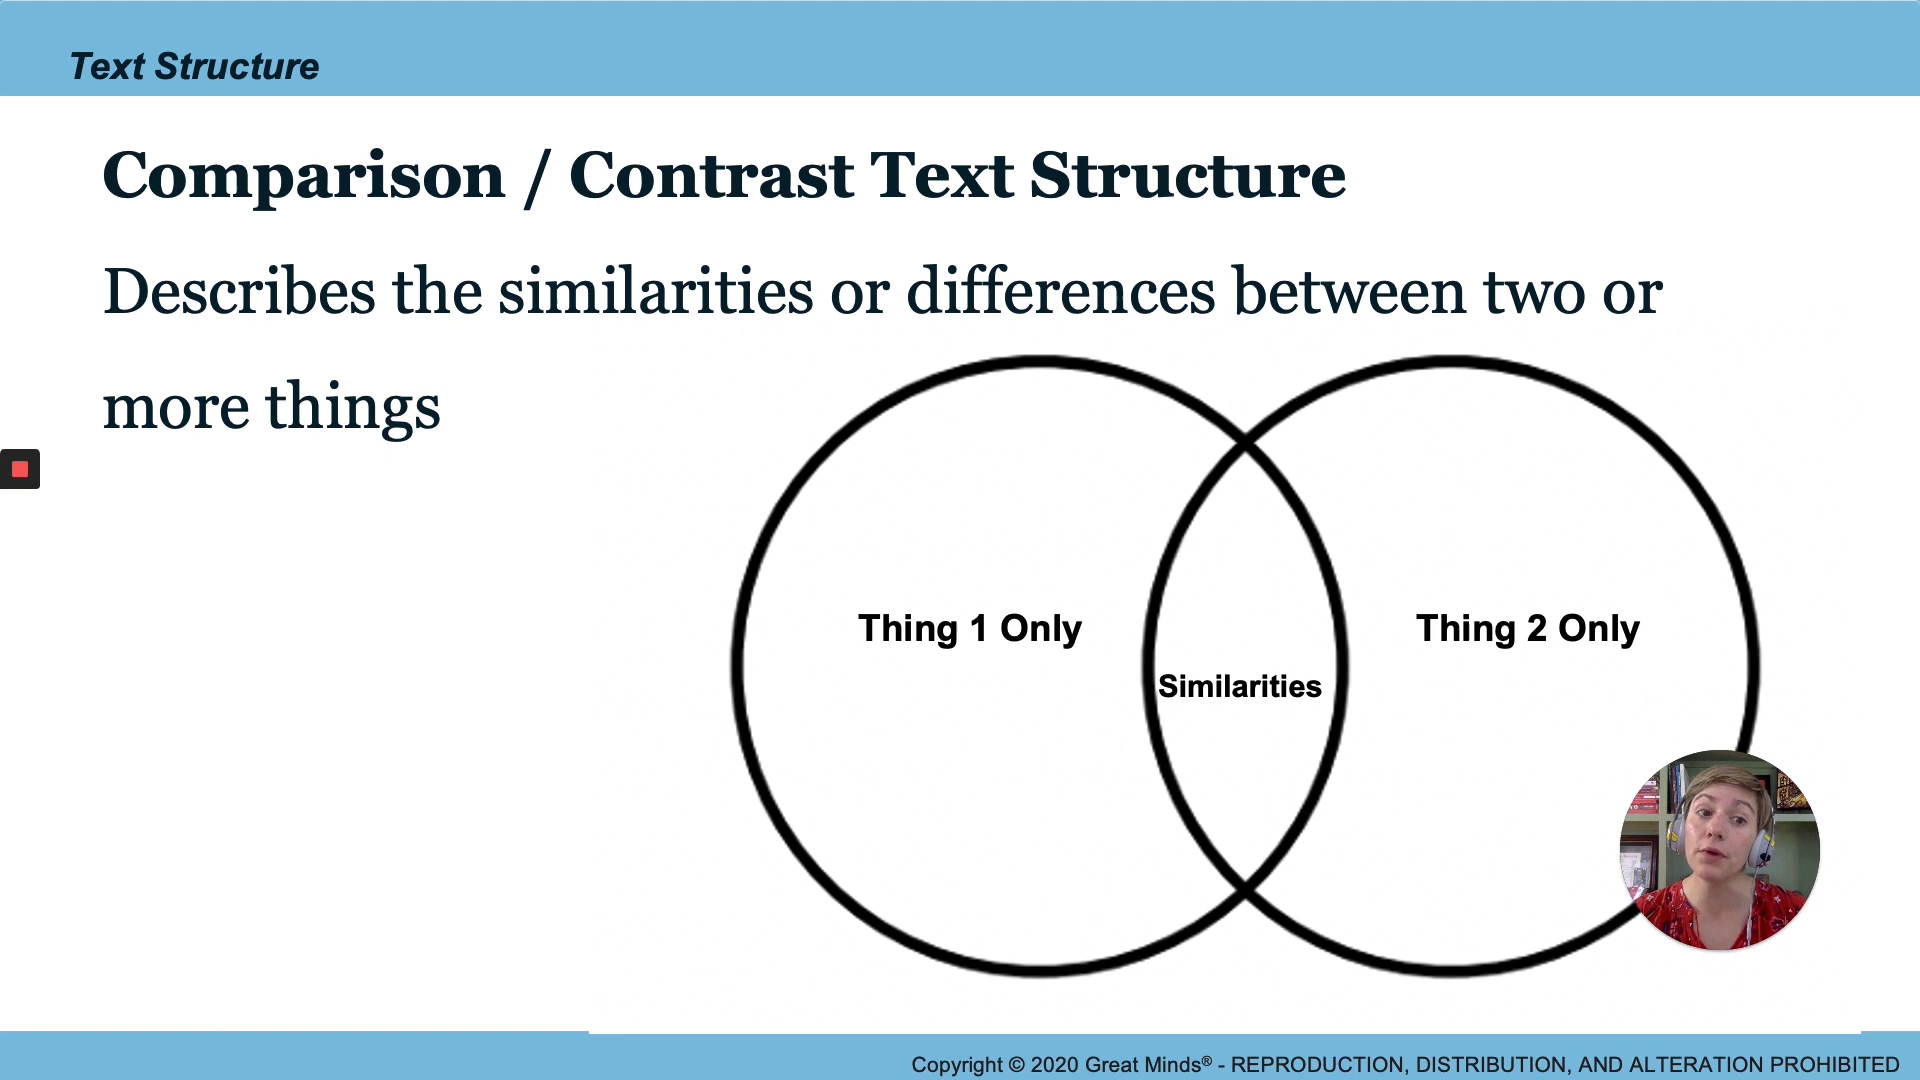 Text Structure
Comparison / Contrast Text Structure
Describes the similarities or differences between two or
more things
Thing 1 Only
Thing 2 Only
Similarities
Copyright © 2020 Great Minds® - REPRODUCTION, DISTRIBUTION, AND ALTERATION PROHIBITED